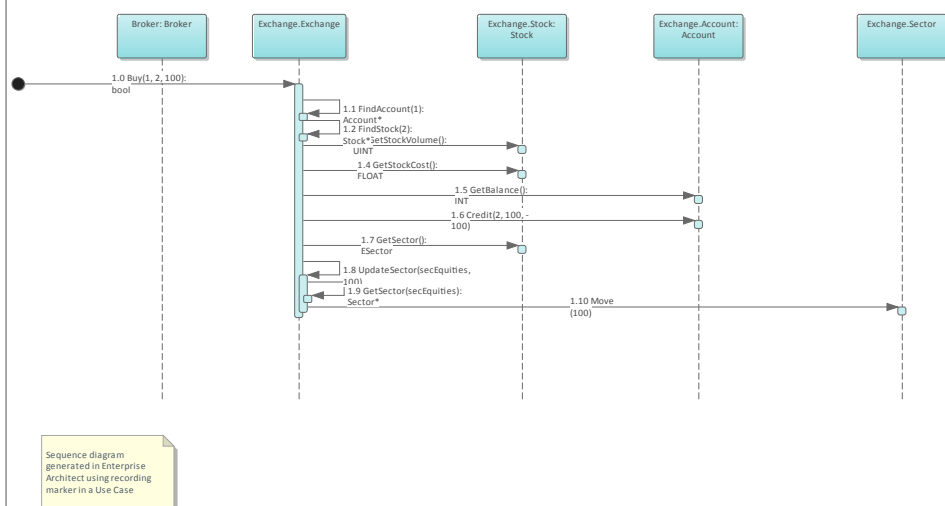 Broker: Broker
Exchange.Exchange
Exchange.Stock:
Stock
Exchange.Account:
Account
Exchange.Sector
1.0 Buy(1, 2, 100):
bool
1.1 FindAccount(1):
Account*
1.2 FindStock(2):
Stock*
GetStockVolume():
UINT
1.4 GetStockCost():
FLOAT
1.5 GetBalance():
INT
1.6 Credit(2, 100, -
100)
1.7 GetSector():
ESector
1.8 UpdateSector(secEquities,
100)
1.9 GetSector(secEquities):
Sector*
1.10 Move
(100)
Sequence diagram
generated in Enterprise
Architect using recording
marker in a Use Case